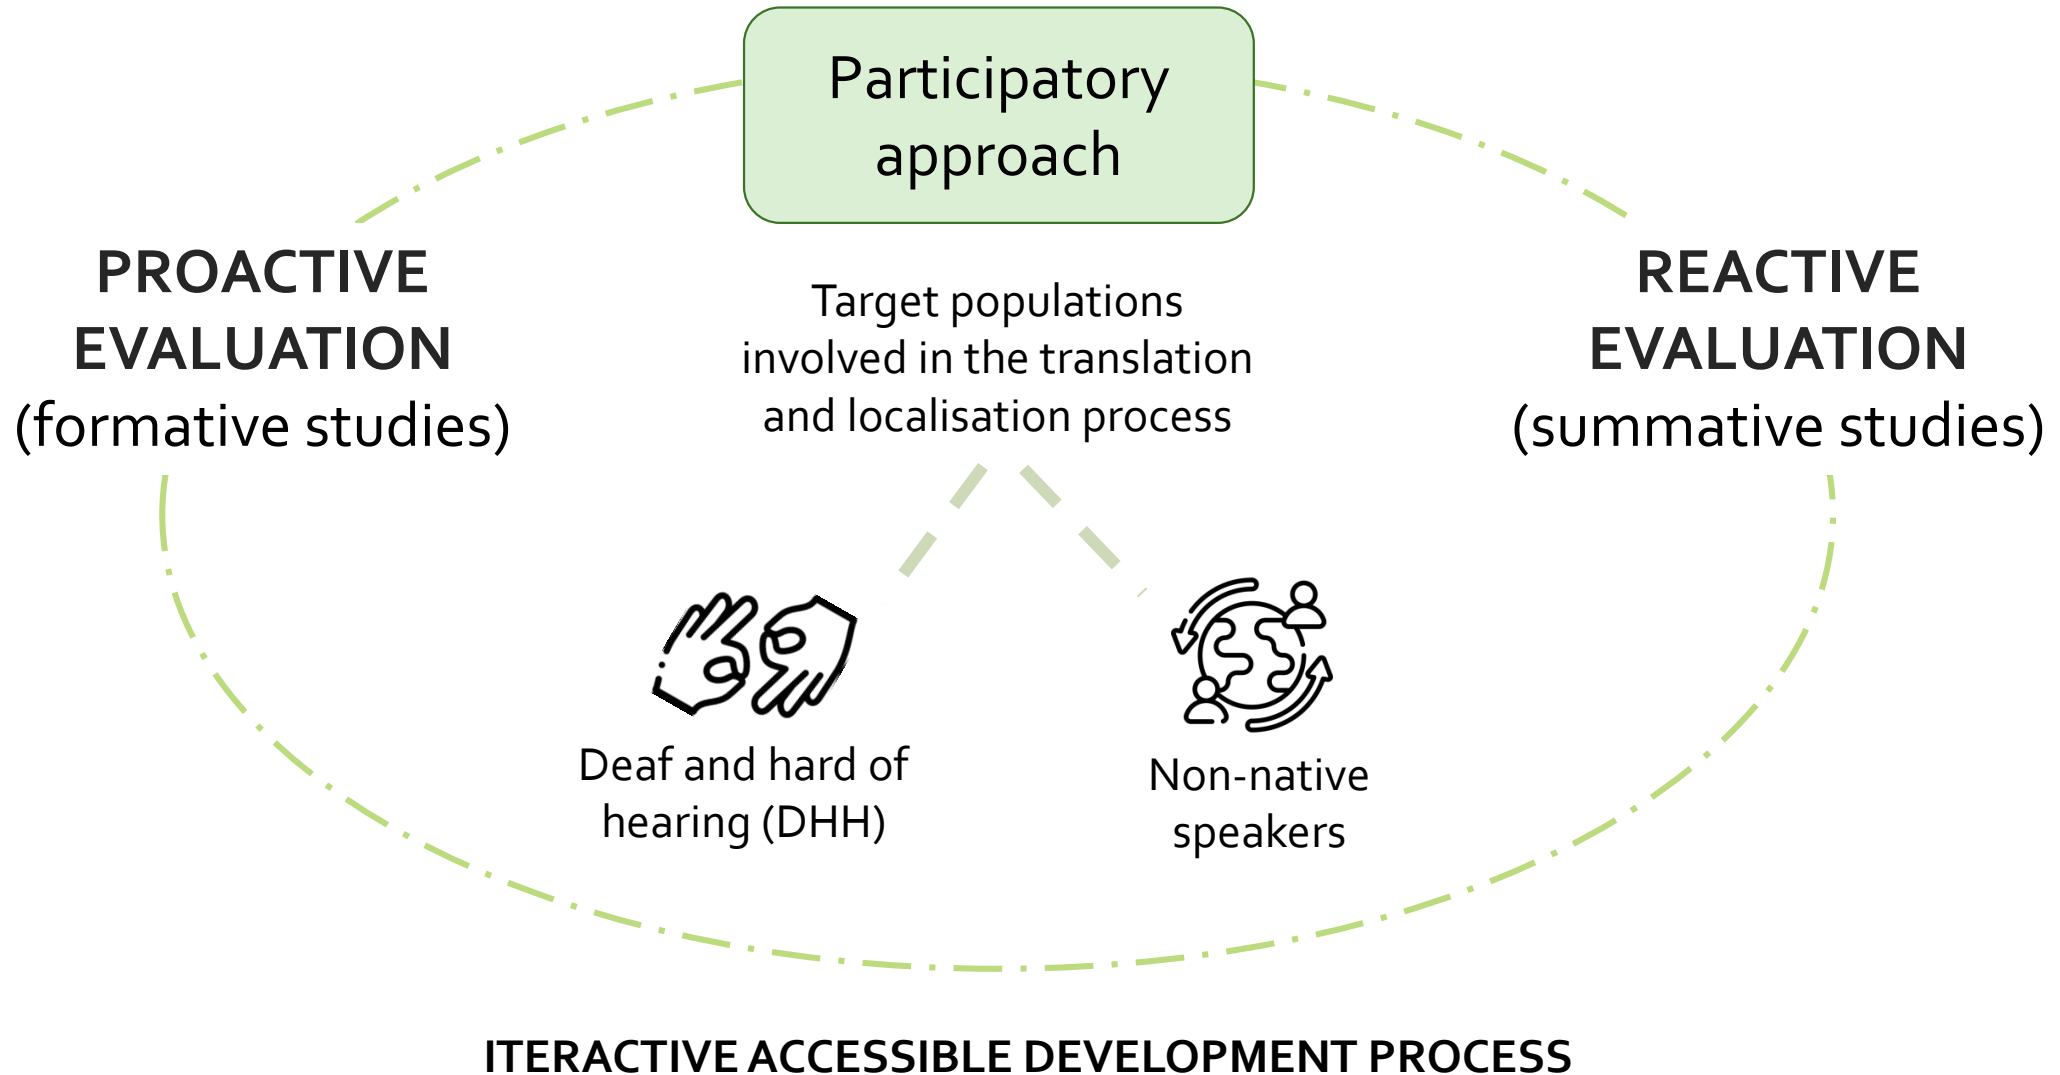 Participatory
approach
PROACTIVE
EVALUATION
(formative studies)
Target populations
involved in the translation
and localisation process
REACTIVE
EVALUATION
(summative studies)
Deaf and hard of
hearing (DHH)
Non-native
speakers
ITERACTIVE ACCESSIBLE DEVELOPMENT PROCESS